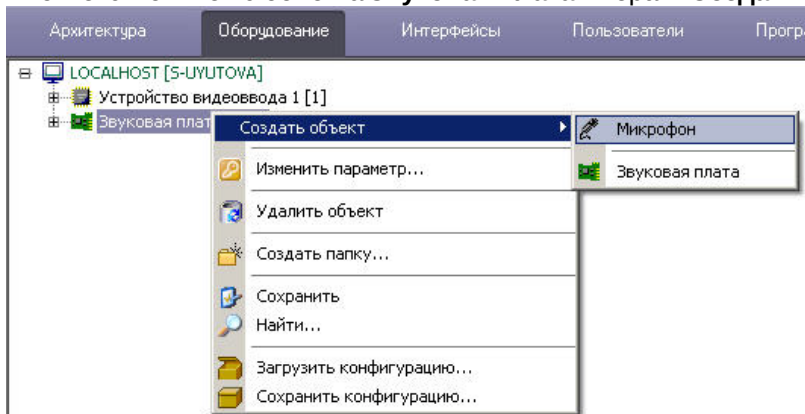 Архитектура Оборудование Интерфейсы Пользователи Прогр
LOCALHOST [S-UYUTOVA]
Устройство видеоввода 1 [1]
Звуковая плат
Создать объект
Микрофон
Звуковая плата
Изменить параметр...
Удалить объект
Создать папку...
Сохранить
Найти...
Загрузить конфигурацию...
Сохранить конфигурацию...